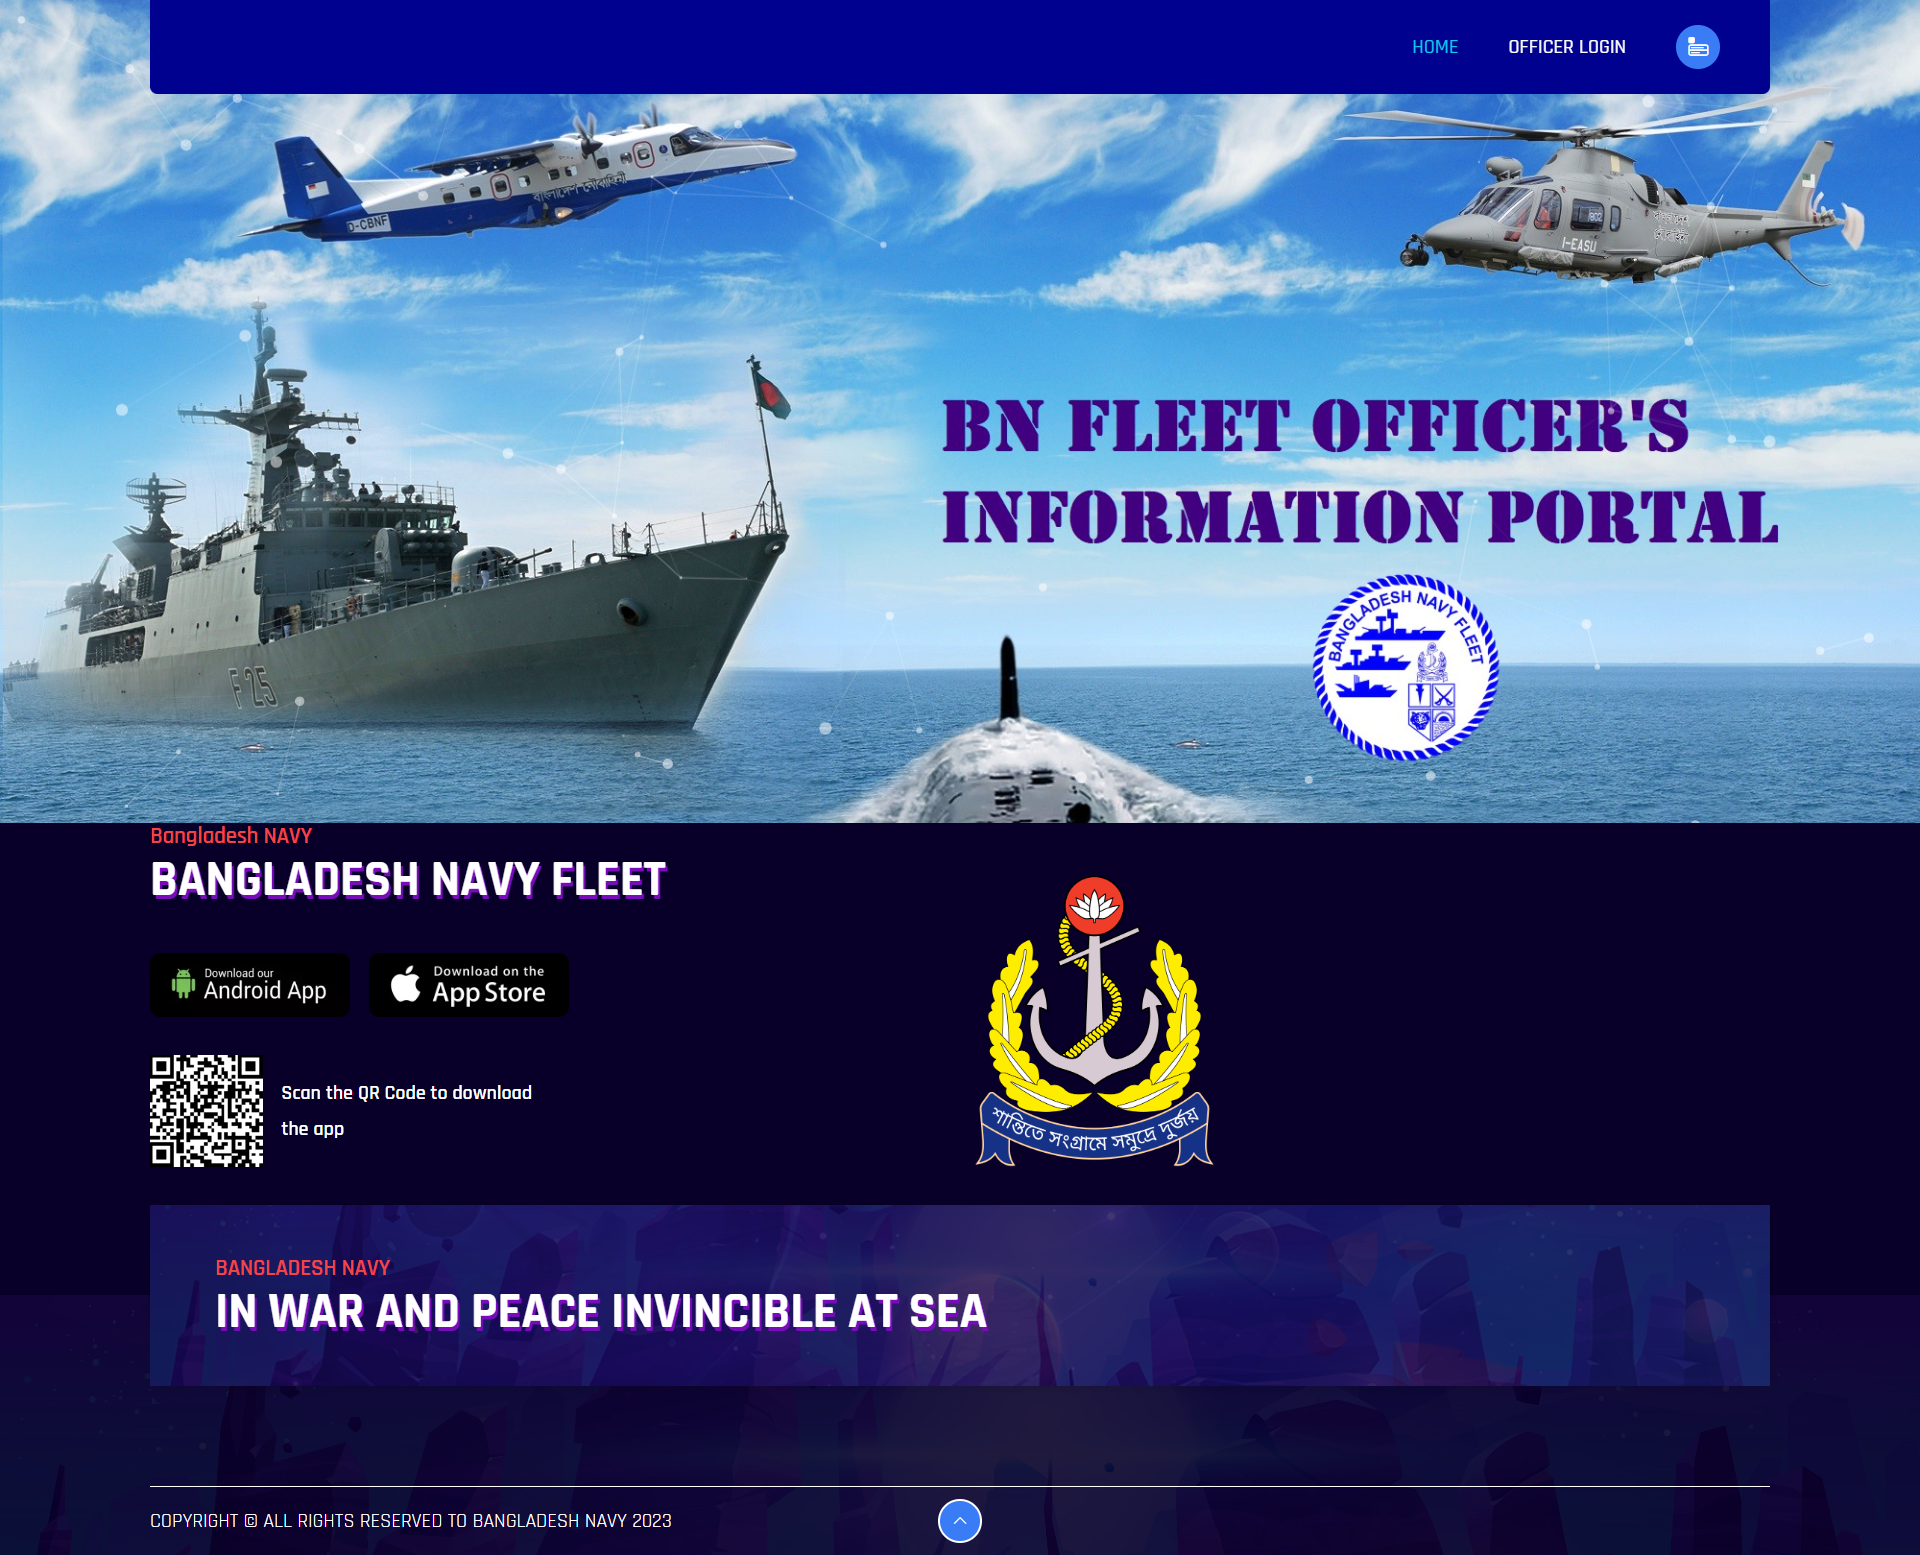 HOME
OFFICER LOGIN
বাংলাদেশ নৌবাহিনী
D-CBNF
802
I-EASU
BN FLEET OFFICER'S
INFORMATION PORTAL
BANGLADESH NAVY FLEET
F 25
Bangladesh NAVY
BANGLADESH NAVY FLEET
Download our
Android App
Download on the
App Store
Scan the QR Code to download
the app
শান্তিতে সংগ্রামে সমুদ্রে দুর্জয়
BANGLADESH NAVY
IN WAR AND PEACE INVINCIBLE AT SEA
COPYRIGHT © ALL RIGHTS RESERVED TO BANGLADESH NAVY 2023